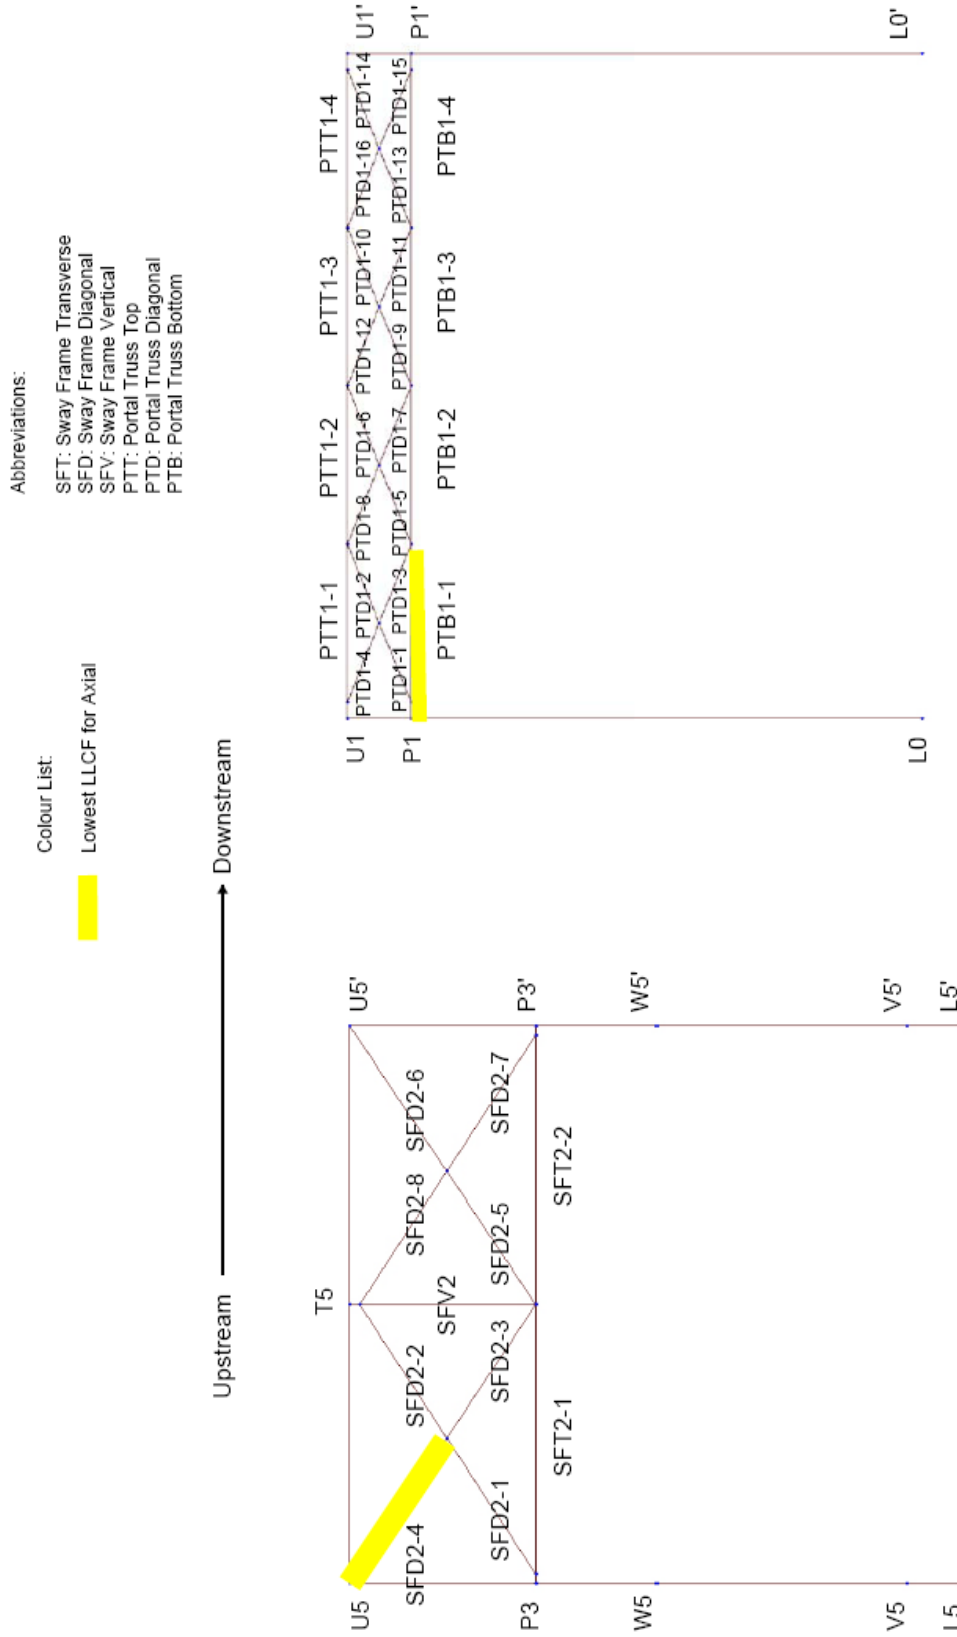 Colour List:
Lowest LLCF for Axial
Abbreviations:
SFT: Sway Frame Transverse
SFD: Sway Frame Diagonal
SFV: Sway Frame Vertical
PTT: Portal Truss Top
PTD: Portal Truss Diagonal
PTB: Portal Truss Bottom
Upstream
Downstream
T5
U5
U5'
SFD2-4
SFD2-2
SFD2-8
SFD2-6
SFV2
SFD2-1
SFD2-3
SFD2-5
SFD2-7
P3
P3'
SFT2-1
SFT2-2
W5
W5'
V5
V5'
L5
L5'
PTT1-1
PTT1-2
PTT1-3
PTT1-4
U1
U1'
PTD1-4
PTD1-2
PTD1-8
PTD1-6
PTD1-12
PTD1-10
PTD1-16
PTD1-14
PTD1-1
PTD1-3
PTD1-5
PTD1-7
PTD1-9
PTD1-11
PTD1-13
PTD1-15
P1
P1'
PTB1-1
PTB1-2
PTB1-3
PTB1-4
L0
L0'